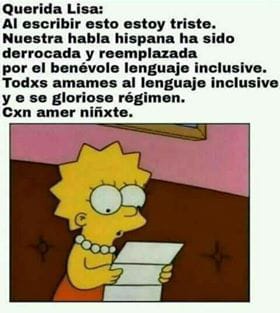 Querida Lisa:
Al escribir esto estoy triste.
Nuestra habla hispana ha sido
derrocada y reemplazada
por el benévole lenguaje inclusive.
Todxs amames al lenguaje inclusive
y e se gloriose régimen.
Cxn amer niñxte.